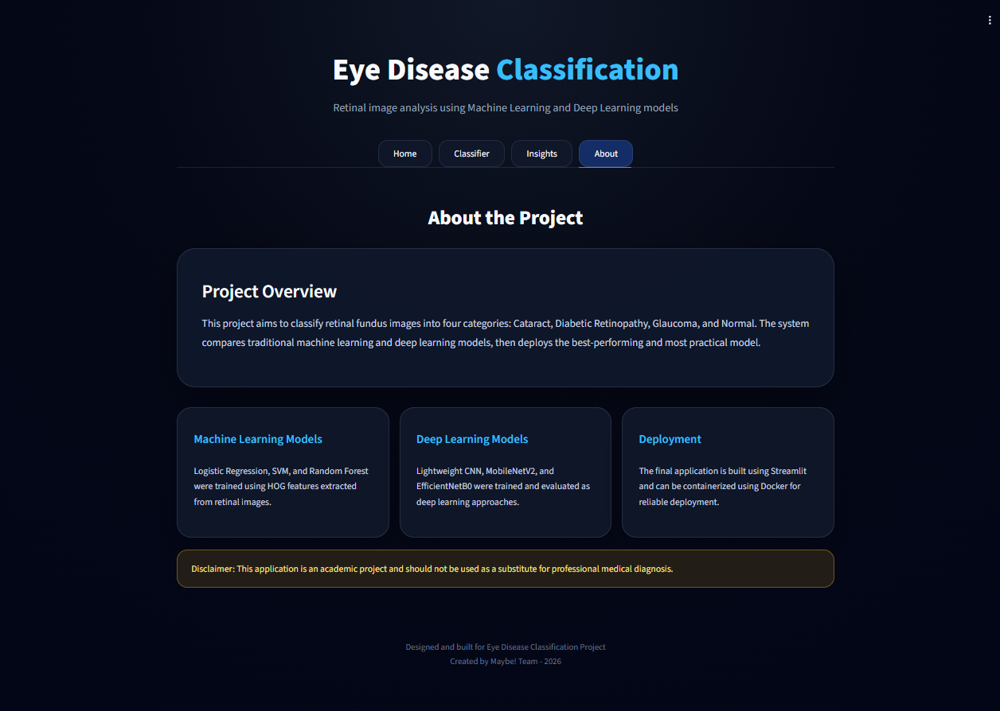 Eye Disease Classification
Retinal image analysis using Machine Learning and Deep Learning models
Home
Classifier
Insights
About
About the Project
Project Overview
This project aims to classify retinal fundus images into four categories: Cataract, Diabetic Retinopathy, Glaucoma, and Normal. The system
compares traditional machine learning and deep learning models, then deploys the best-performing and most practical model.
Machine Learning Models
Logistic Regression, SVM, and Random Forest
were trained using HOG features extracted
from retinal images.
Deep Learning Models
Lightweight CNN, MobileNetV2, and
EfficientNetB0 were trained and evaluated as
deep learning approaches.
Deployment
The final application is built using Streamlit
and can be containerized using Docker for
reliable deployment.
Disclaimer: This application is an academic project and should not be used as a substitute for professional medical diagnosis.
Designed and built for Eye Disease Classification Project
Created by Maybe! Team - 2026